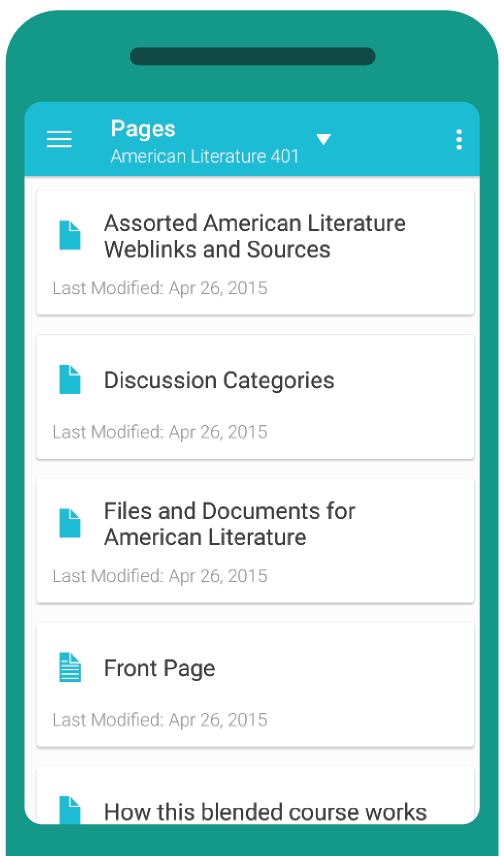 Pages
American Literature 401
Assorted American Literature
Weblinks and Sources
Last Modified: Apr 26, 2015
Discussion Categories
Last Modified: Apr 26, 2015
Files and Documents for
American Literature
Last Modified: Apr 26, 2015
Front Page
Last Modified: Apr 26, 2015
How this blended course works